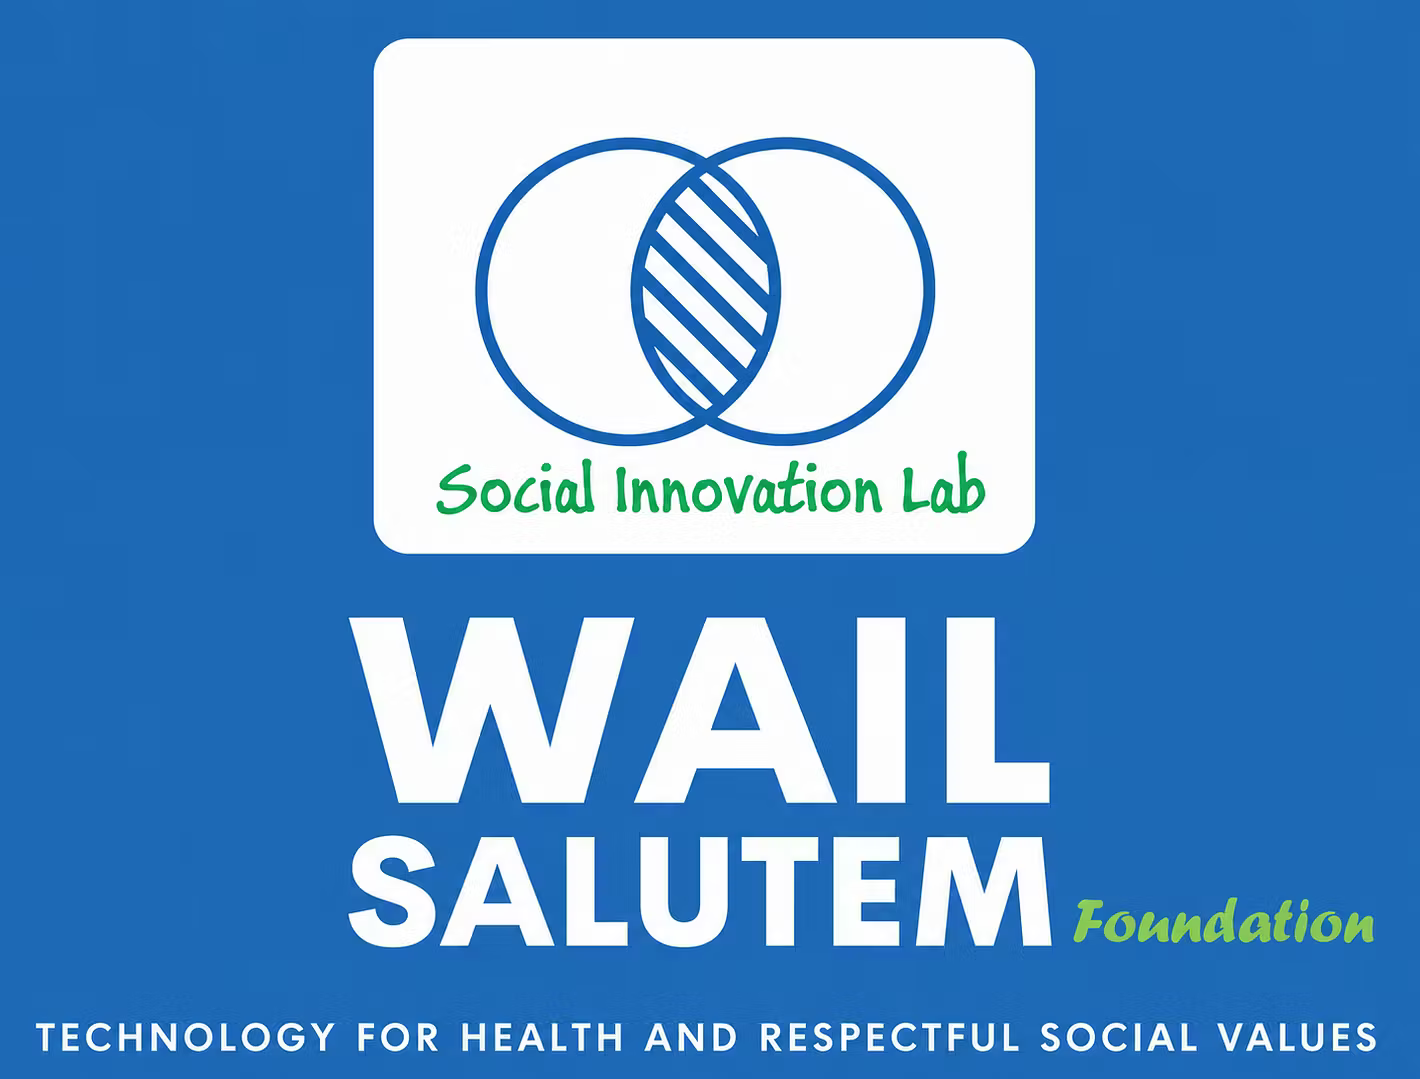 Social Innovation Lab
WAIL
SALUTEM Foundation
TECHNOLOGY FOR HEALTH AND RESPECTFUL SOCIAL VALUES